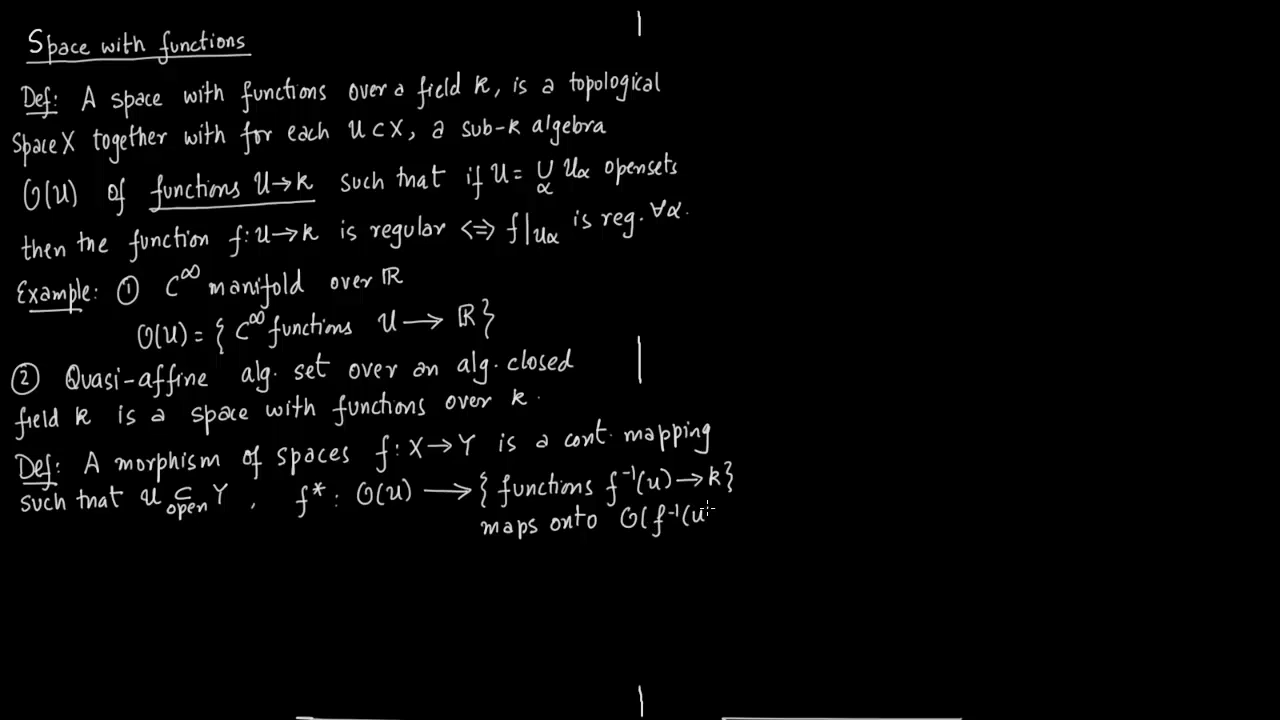 Space with functions
Def: A space with functions over a field k, is a topological
Space X together with for each U ⊂ X, a sub-k algebra
O(U) of functions U → k such that if U = ∪_α U_α opensets
then the function f: U → k is regular <=> f|_{U_α} is reg. ∀α.
Example: ① C^∞ manifold over ℝ
O(U) = { C^∞ functions U ⟶ ℝ }
② Quasi-affine alg. set over an alg. closed
field k is a space with functions over k.
Def: A morphism of spaces f: X → Y is a cont. mapping
such that U ⊂_{open} Y, f* : O(U) ⟶ { functions f⁻¹(u) → k }
maps onto O(f⁻¹(u